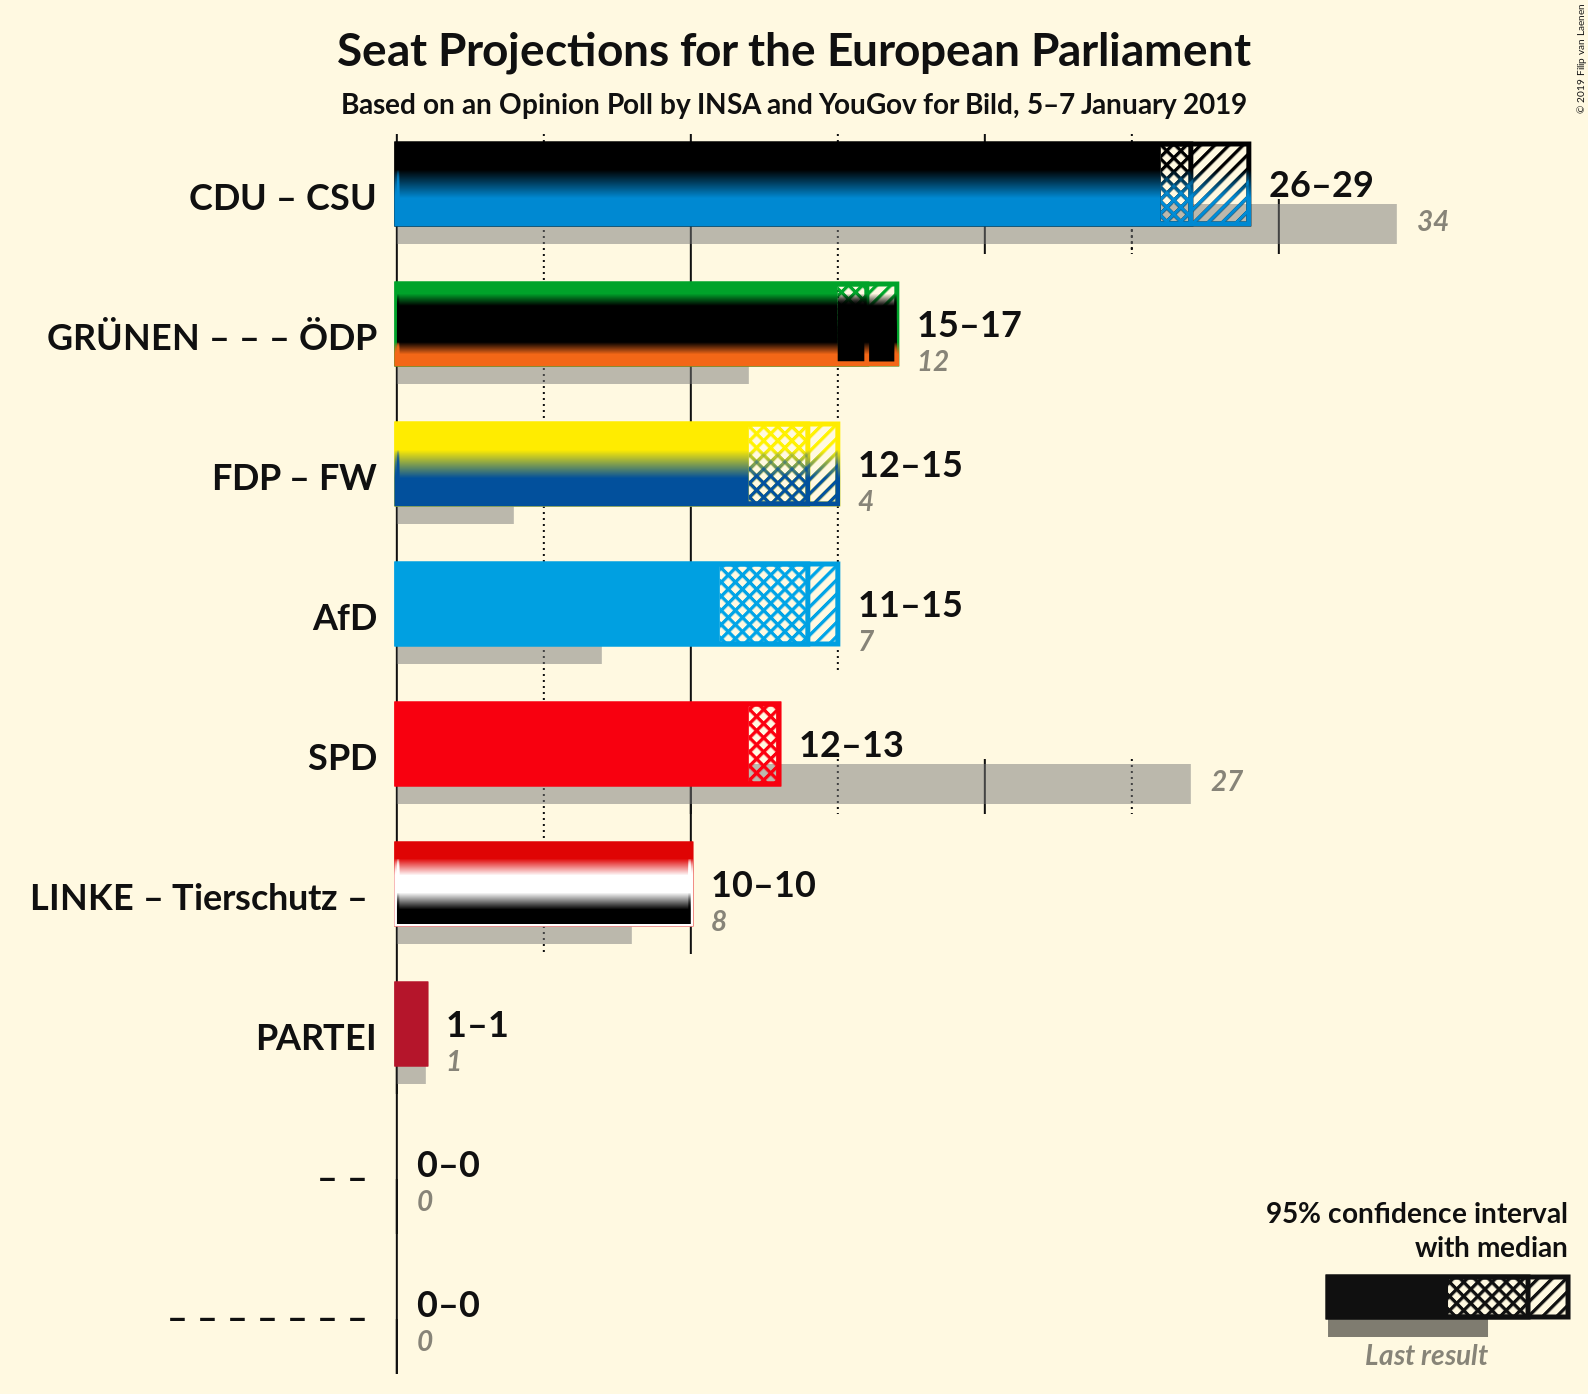 Seat Projections for the European Parliament
Based on an Opinion Poll by INSA and YouGov for Bild, 5–7 January 2019
© 2019 Filip van Laenen
CDU – CSU
26–29
34
GRÜNEN – – – ÖDP
15–17
12
FDP – FW
12–15
4
AfD
11–15
7
SPD
12–13
27
LINKE – Tierschutz –
10–10
8
PARTEI
1–1
1
– –
0–0
0
– – – – – – –
0–0
0
95% confidence interval
with median
Last result